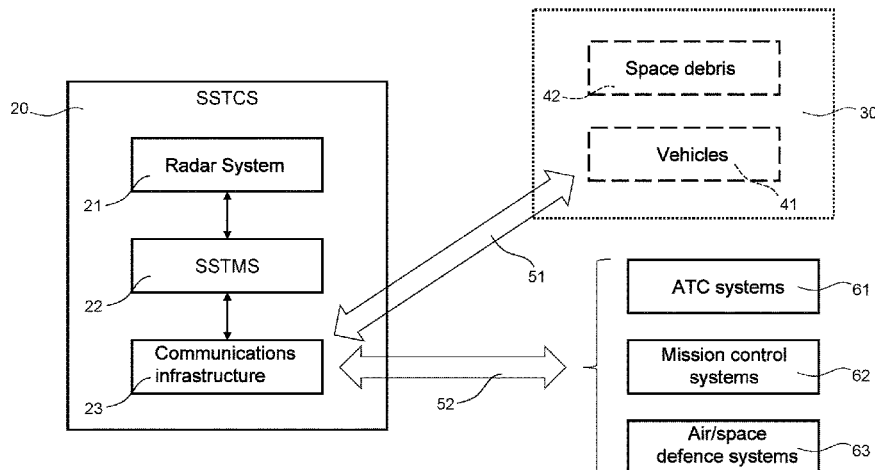 SSTCS
20
Radar System
21
SSTMS
22
Communications
infrastructure
23
Space debris
42
30
Vehicles
41
51
52
ATC systems
61
Mission control
systems
62
Air/space
defence systems
63